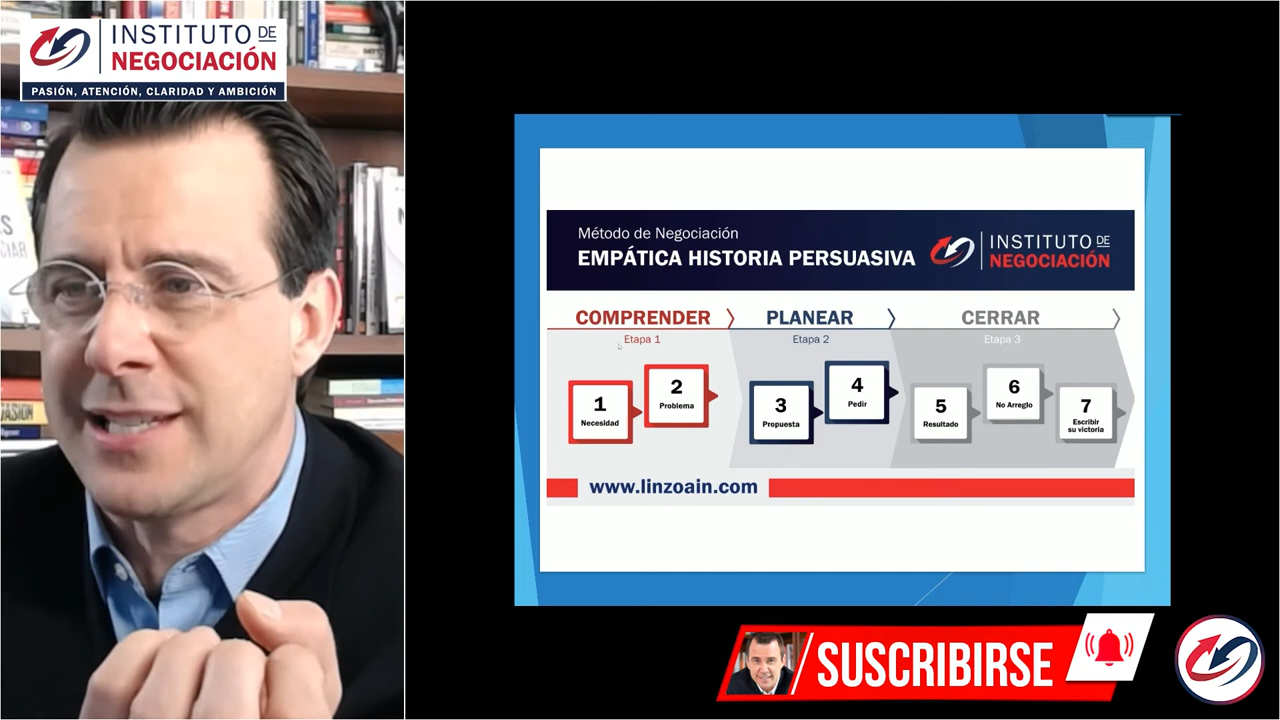 INSTITUTO DE
NEGOCIACIÓN
PASIÓN, ATENCIÓN, CLARIDAD Y AMBICIÓN
Método de Negociación
EMPÁTICA HISTORIA PERSUASIVA
INSTITUTO DE
NEGOCIACIÓN
COMPRENDER
PLANEAR
CERRAR
Etapa 1
Etapa 2
Etapa 3
1
Necesidad
2
Problema
3
Propuesta
4
Pedir
5
Resultado
6
No Arreglo
7
Escribir
su victoria
www.linzoain.com
SUSCRIBIRSE